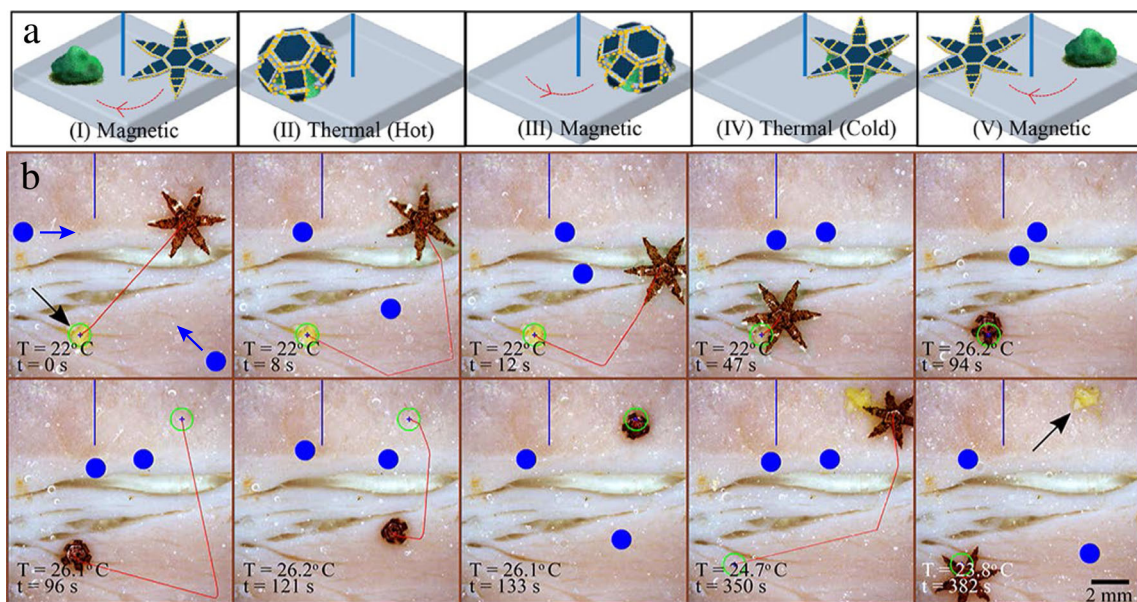 a
(I) Magnetic
(II) Thermal (Hot)
(III) Magnetic
(IV) Thermal (Cold)
(V) Magnetic
b
T = 22° C
t = 0 s
T = 22° C
t = 8 s
T = 22° C
t = 12 s
T = 22° C
t = 47 s
T = 26.2° C
t = 94 s
T = 26.1° C
t = 96 s
T = 26.2° C
t = 121 s
T = 26.1° C
t = 133 s
T = 24.7° C
t = 350 s
T = 23.8° C
t = 382 s
2 mm